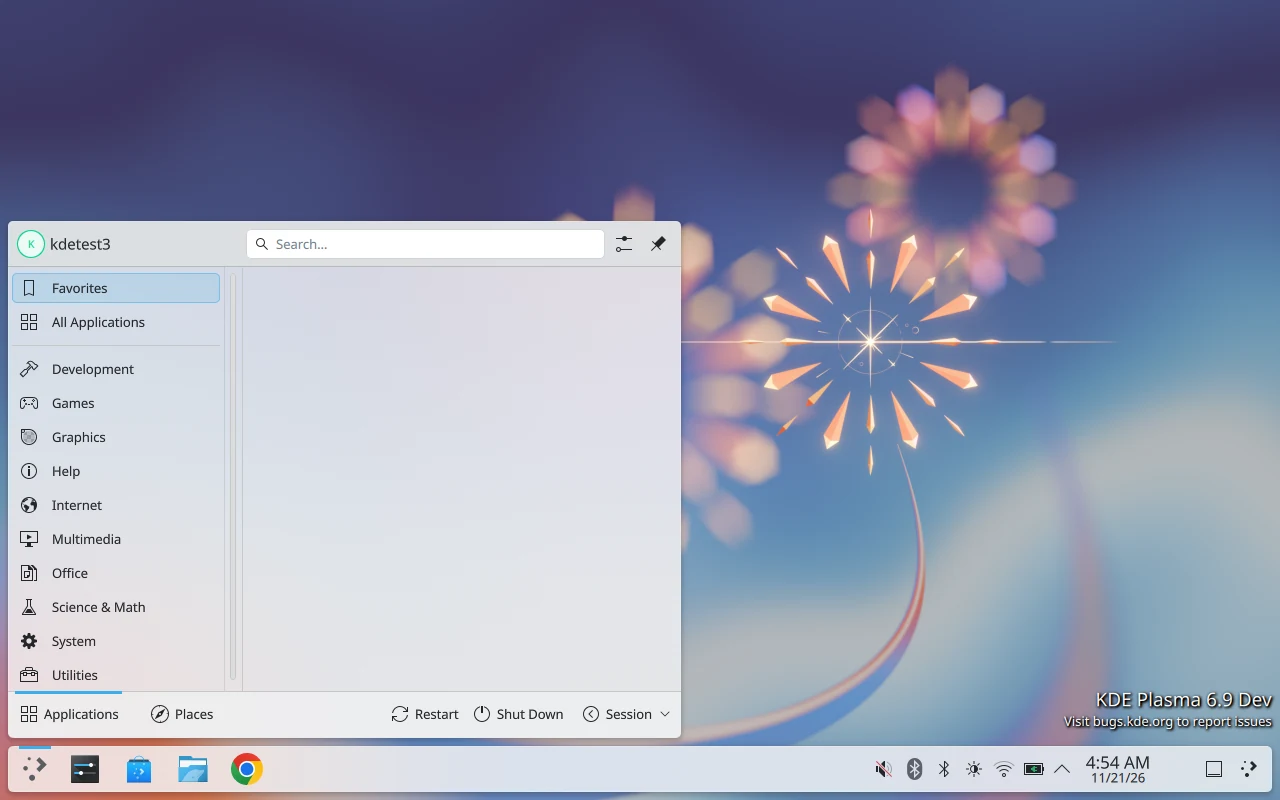 K
kdetest3
Search...
Favorites
All Applications
Development
Games
Graphics
Help
Internet
Multimedia
Office
Science & Math
System
Utilities
Applications
Places
Restart
Shut Down
Session
KDE Plasma 6.9 Dev
Visit bugs.kde.org to report issues
4:54 AM
11/21/26